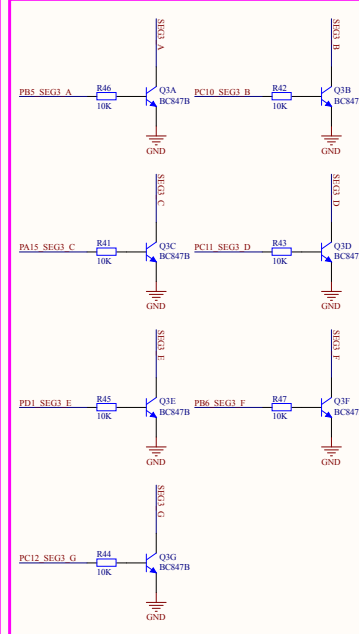 SEG3_A
SEG3_B
PB5_SEG3_A
R46
10K
Q3A
BC847B
GND
PC10_SEG3_B
R42
10K
Q3B
BC847
GND
SEG3_C
SEG3_D
PA15_SEG3_C
R41
10K
Q3C
BC847B
GND
PC11_SEG3_D
R43
10K
Q3D
BC847
GND
SEG3_E
SEG3_F
PD1_SEG3_E
R45
10K
Q3E
BC847B
GND
PB6_SEG3_F
R47
10K
Q3F
BC847
GND
SEG3_G
PC12_SEG3_G
R44
10K
Q3G
BC847B
GND